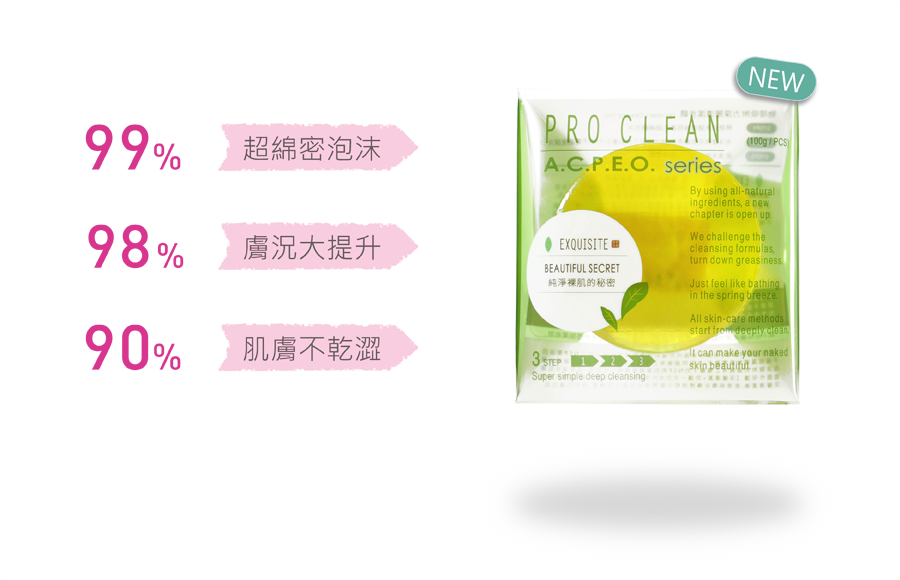 99% 超綿密泡沫
98% 膚況大提升
90% 肌膚不乾澀
NEW
PRO CLEAN
(100g / PCS)
A.C.P.E.O. series
By using all-natural
ingredients, a new
chapter is open up.
We challenge the
cleansing formulas,
turn down greasiness.
Just feel like bathing
in the spring breeze.
All skin-care methods
start from deeply clean.
It can make your naked
skin beautiful.
EXQUISITE
BEAUTIFUL SECRET
純淨裸肌的秘密
3 STEP 1 2 3
Super simple deep cleansing